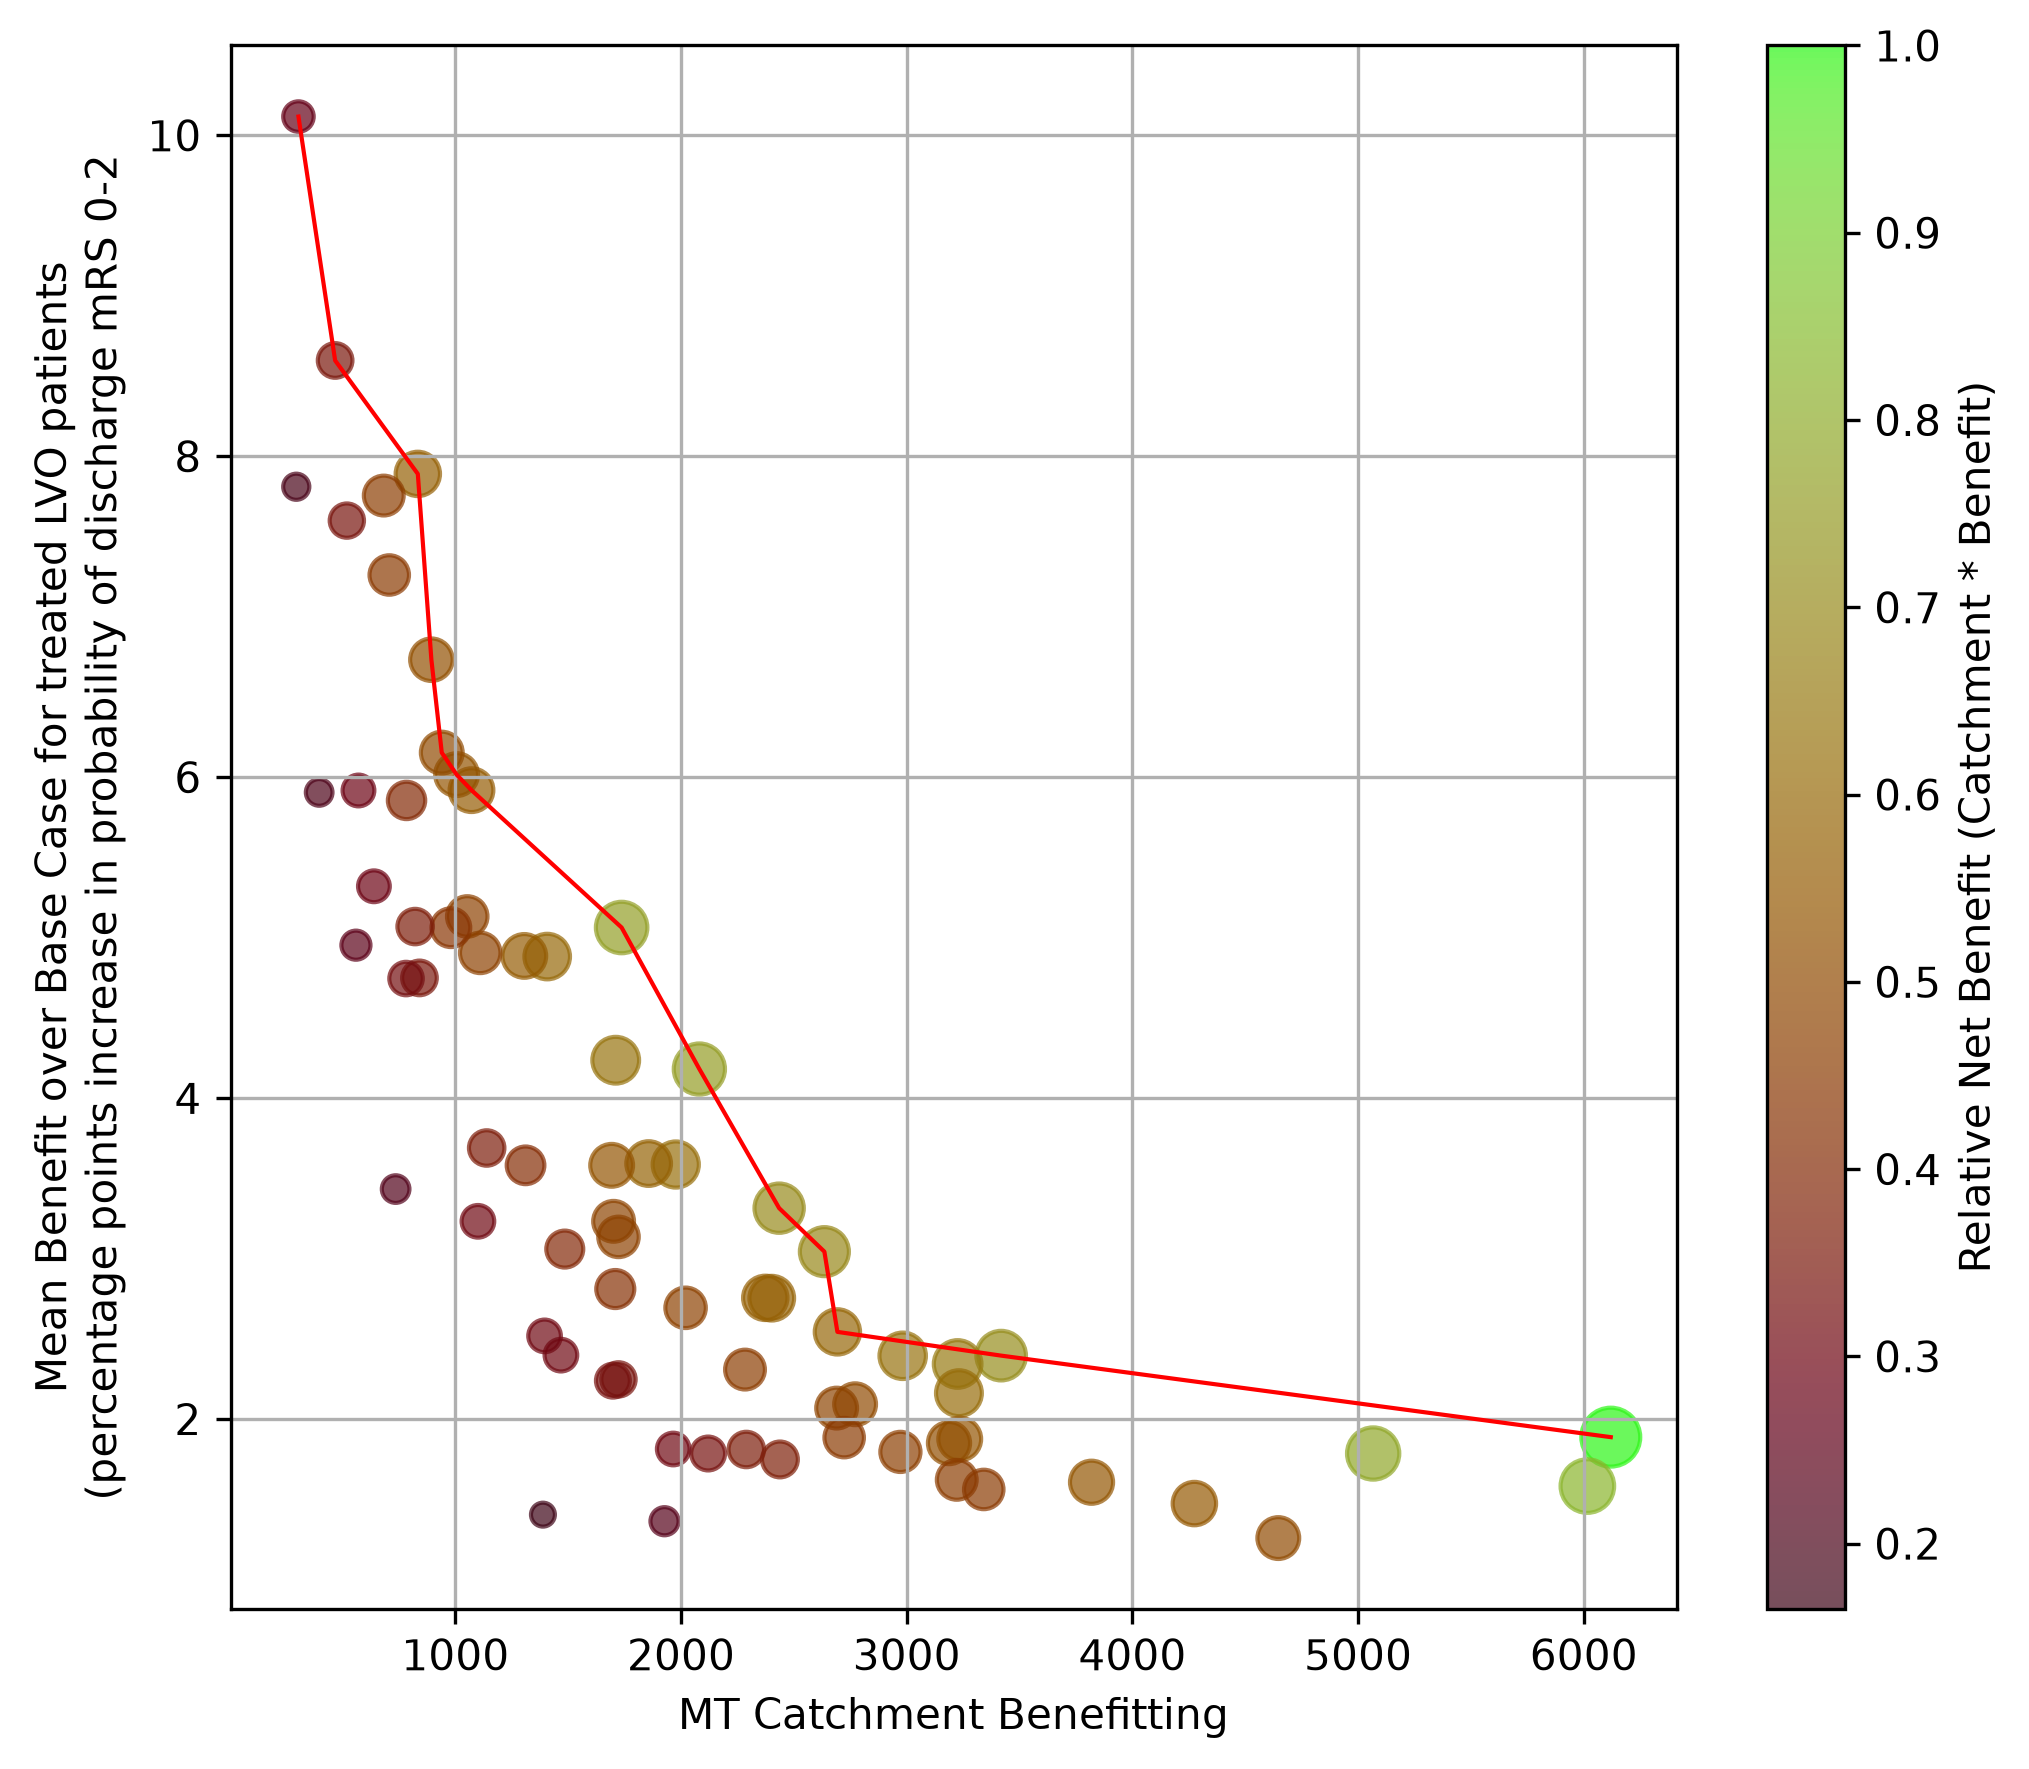 Mean Benefit over Base Case for treated LVO patients
(percentage points increase in probability of discharge mRS 0-2
10
8
6
4
2
1000 2000 3000 4000 5000 6000
MT Catchment Benefitting
1.0
0.9
0.8
0.7
0.6
0.5
0.4
0.3
0.2
Relative Net Benefit (Catchment * Benefit)